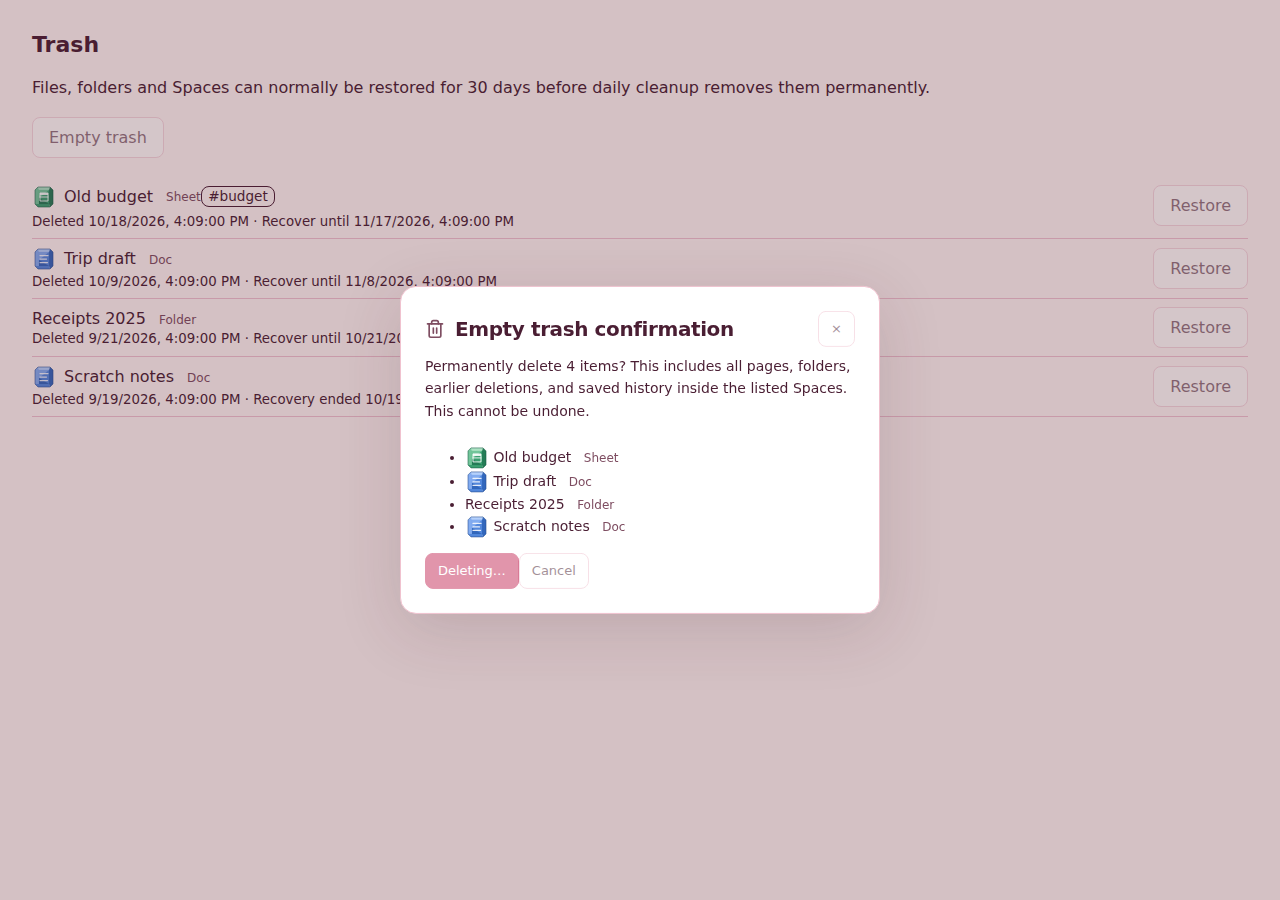 Trash
Files, folders and Spaces can normally be restored for 30 days before daily cleanup removes them permanently.
Empty trash
Old budget Sheet #budget
Deleted 10/18/2026, 4:09:00 PM · Recover until 11/17/2026, 4:09:00 PM
Restore
Trip draft Doc
Deleted 10/9/2026, 4:09:00 PM · Recover until 11/8/2026, 4:09:00 PM
Restore
Receipts 2025 Folder
Deleted 9/21/2026, 4:09:00 PM · Recover until 10/21/20
Restore
Scratch notes Doc
Deleted 9/19/2026, 4:09:00 PM · Recovery ended 10/19
Restore
Empty trash confirmation
×
Permanently delete 4 items? This includes all pages, folders,
earlier deletions, and saved history inside the listed Spaces.
This cannot be undone.
• Old budget Sheet
• Trip draft Doc
• Receipts 2025 Folder
• Scratch notes Doc
Deleting...
Cancel